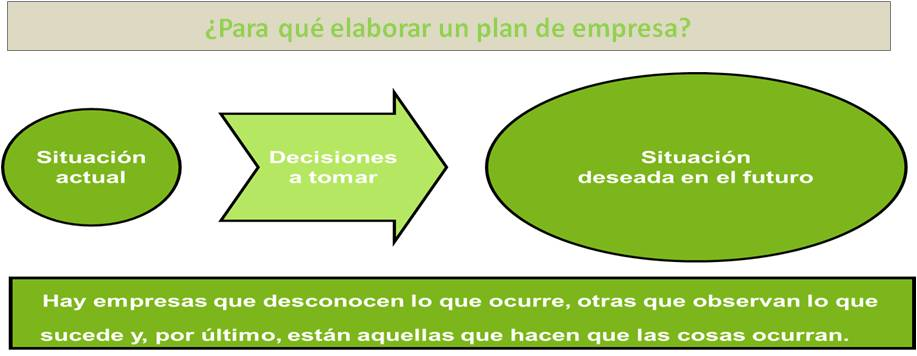 ¿Para qué elaborar un plan de empresa?
Situación
actual
Decisiones
a tomar
Situación
deseada en el futuro
Hay empresas que desconocen lo que ocurre, otras que observan lo que
sucede y, por último, están aquellas que hacen que las cosas ocurran.